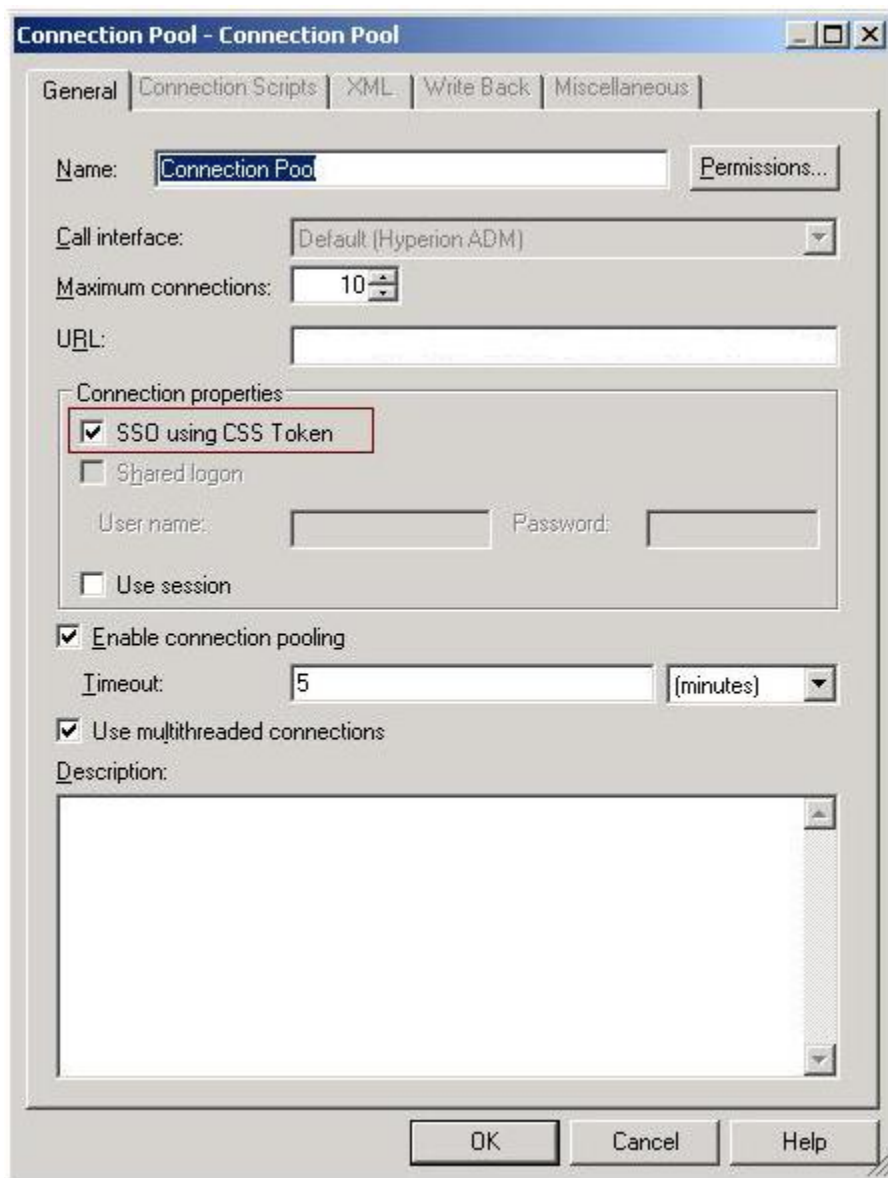 Connection Pool - Connection Pool
General Connection Scripts XML Write Back Miscellaneous
Name: Connection Pool Permissions...
Call interface: Default (Hyperion ADM)
Maximum connections: 10
URL:
Connection properties
SSO using CSS Token
Shared logon
User name: Password:
Use session
Enable connection pooling
Timeout: 5 (minutes)
Use multithreaded connections
Description:
OK Cancel Help